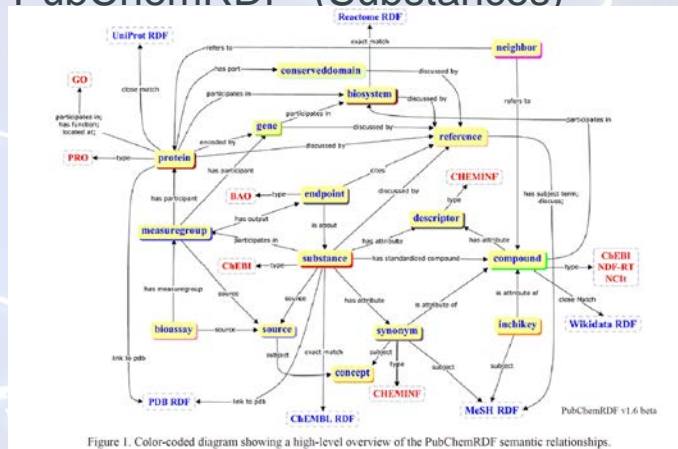 PubChemRDF (Substances)
Reactome RDF
UniProt RDF
exact match
refers to
neighbor
has part
conserveddomain
discussed by
GO
close match
participates in
biosystem
refers to
participates in;
has function;
located at;
participates in
discussed by
participates in
gene
encoded by
discussed by
reference
PRO
type
protein
discussed by
has participant
cites
CHEMINF
has subject term;
discuss;
has participant
BAO
type
endpoint
discussed by
type
has output
descriptor
measuregroup
is about
participates in
has attribute
has attribute
ChEBI
type
substance
has standardized compound
compound
type
ChEBI
NDF-RT
NCIt
has measuregroup
source
source
has attribute
is attribute of
is attribute of
close Match
bioassay
source
source
synonym
inchikey
Wikidata RDF
subject
exact match
subject
type
subject
subject
link to pdb
concept
CHEMINF
PDB RDF
link to pdb
ChEMBL RDF
MeSH RDF
PubChemRDF v1.6 beta
Figure 1. Color-coded diagram showing a high-level overview of the PubChemRDF semantic relationships.